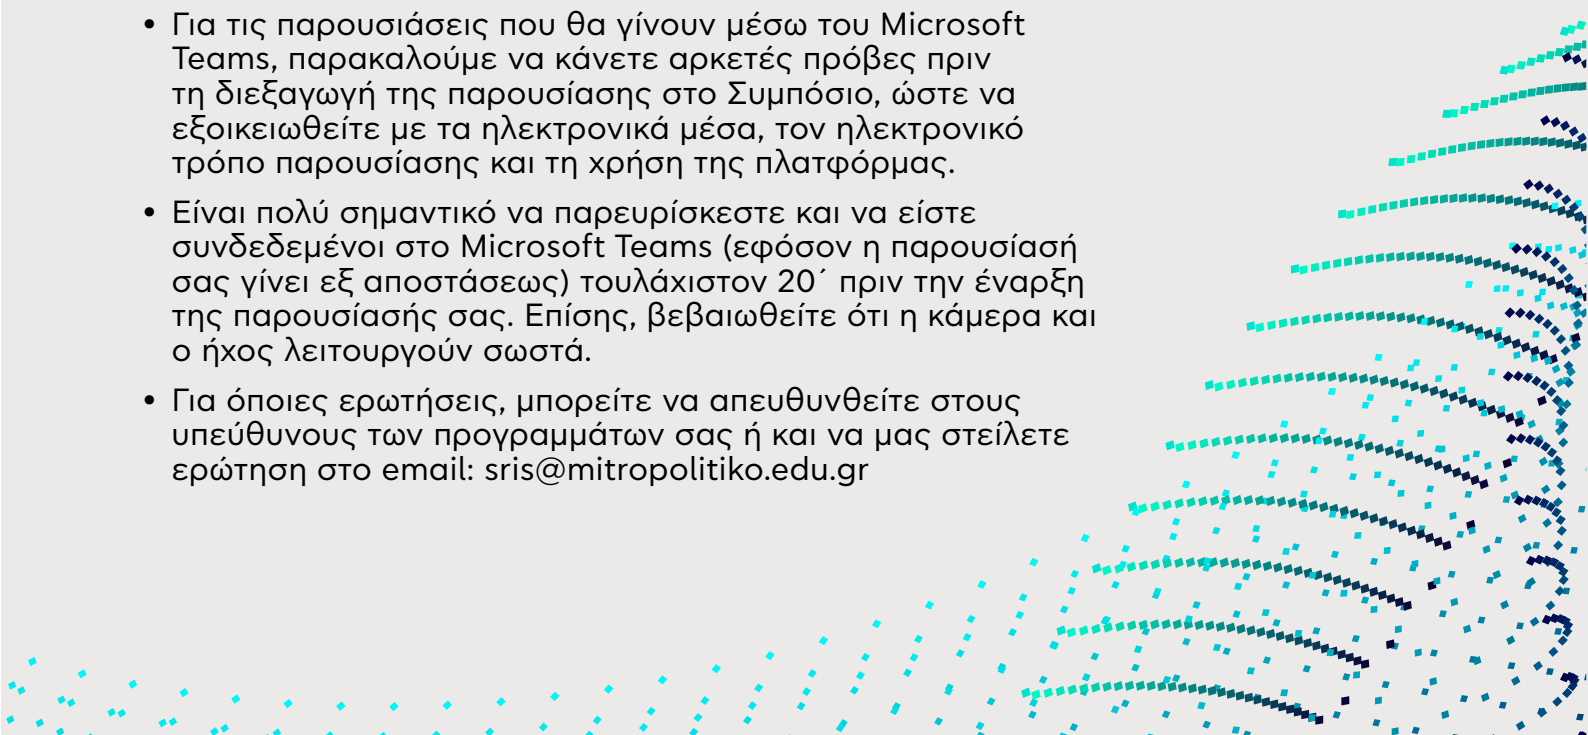 • Για τις παρουσιάσεις που θα γίνουν μέσω του Microsoft
Teams, παρακαλούμε να κάνετε αρκετές πρόβες πριν
τη διεξαγωγή της παρουσίασης στο Συμπόσιο, ώστε να
εξοικειωθείτε με τα ηλεκτρονικά μέσα, τον ηλεκτρονικό
τρόπο παρουσίασης και τη χρήση της πλατφόρμας.
• Είναι πολύ σημαντικό να παρευρίσκεστε και να είστε
συνδεδεμένοι στο Microsoft Teams (εφόσον η παρουσίασή
σας γίνει εξ αποστάσεως) τουλάχιστον 20΄ πριν την έναρξη
της παρουσίασής σας. Επίσης, βεβαιωθείτε ότι η κάμερα και
ο ήχος λειτουργούν σωστά.
• Για όποιες ερωτήσεις, μπορείτε να απευθυνθείτε στους
υπεύθυνους των προγραμμάτων σας ή και να μας στείλετε
ερώτηση στο email: sris@mitropolitiko.edu.gr